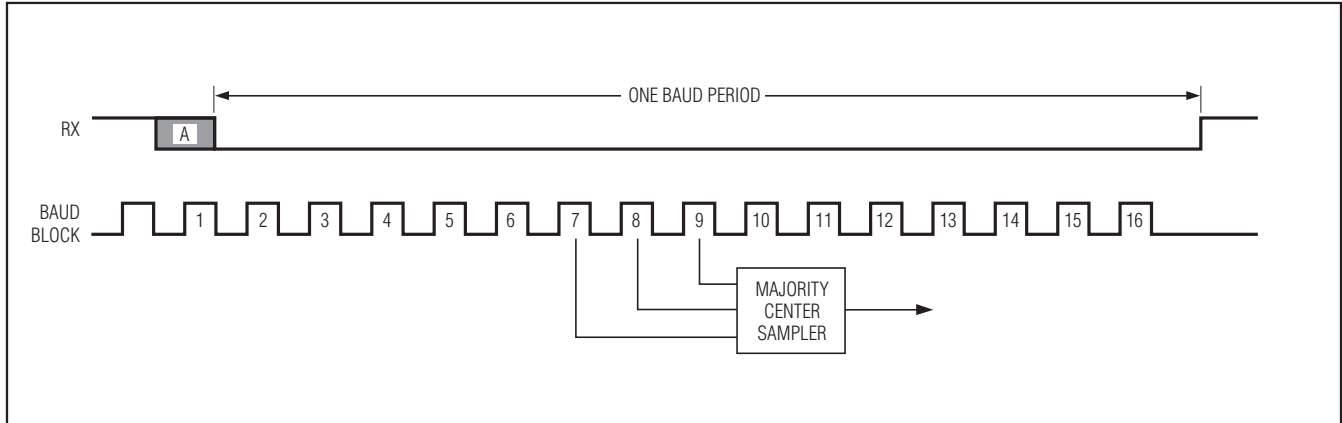 ONE BAUD PERIOD
RX
A
BAUD
BLOCK
1 2 3 4 5 6 7 8 9 10 11 12 13 14 15 16
MAJORITY
CENTER
SAMPLER